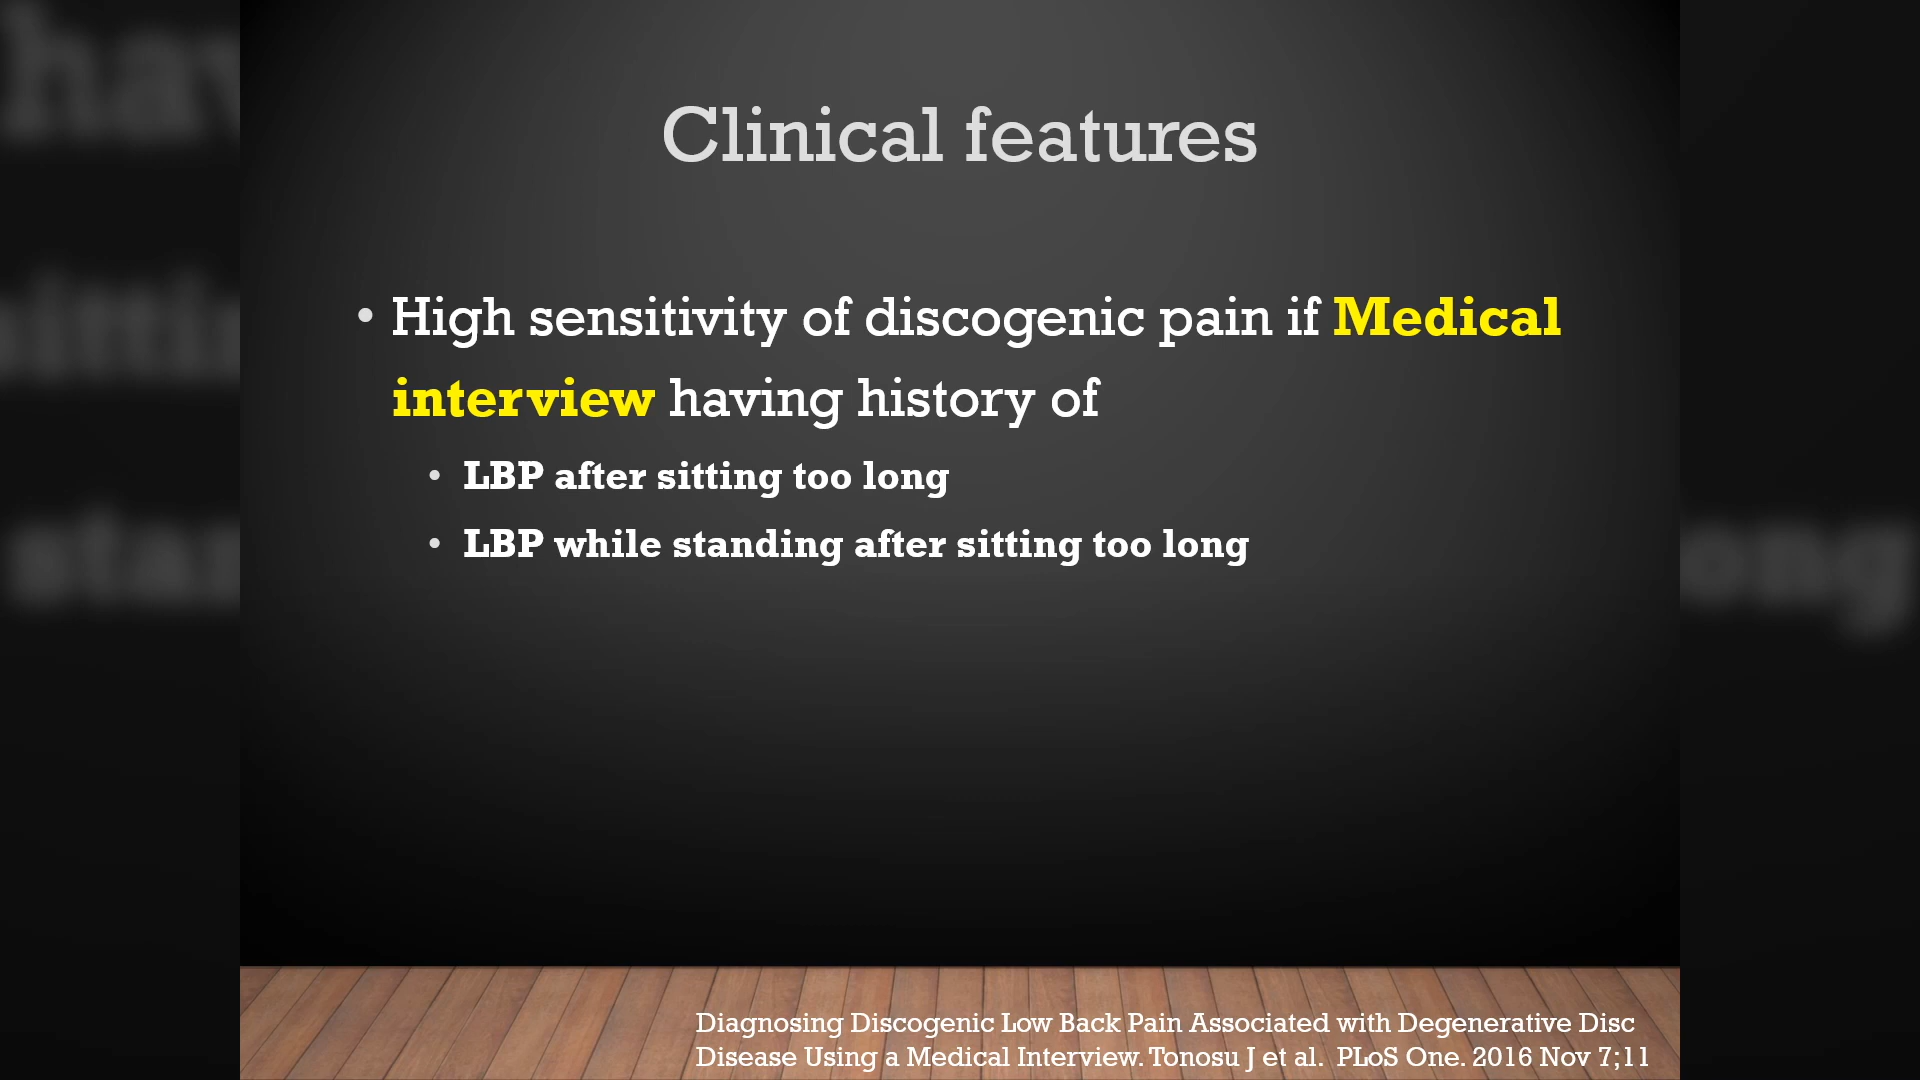 Clinical features
• High sensitivity of discogenic pain if Medical
interview having history of
• LBP after sitting too long
• LBP while standing after sitting too long
Diagnosing Discogenic Low Back Pain Associated with Degenerative Disc
Disease Using a Medical Interview. Tonosu J et al. PLoS One. 2016 Nov 7;11